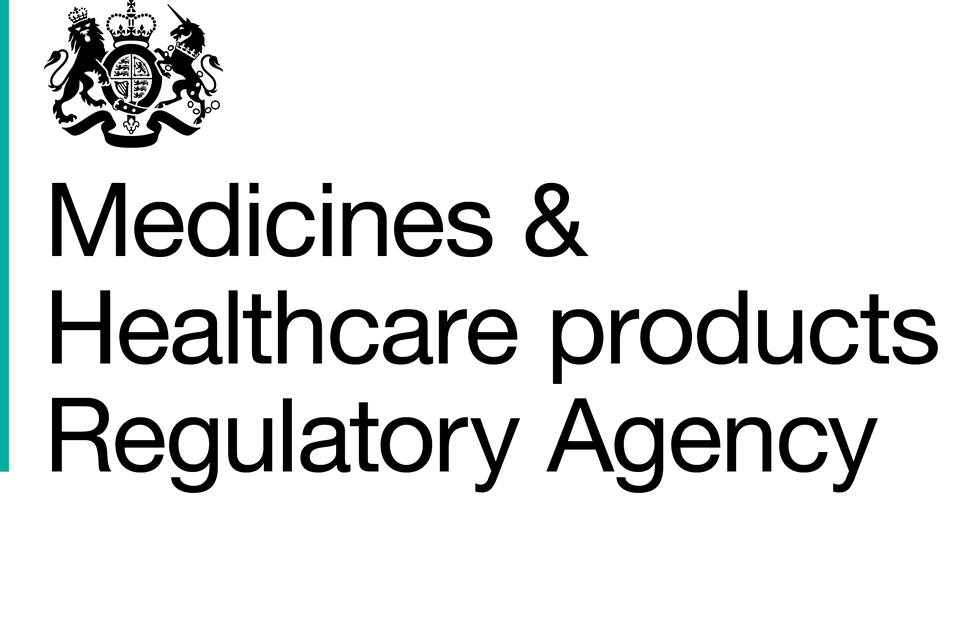 Medicines &
Healthcare products
Regulatory Agency